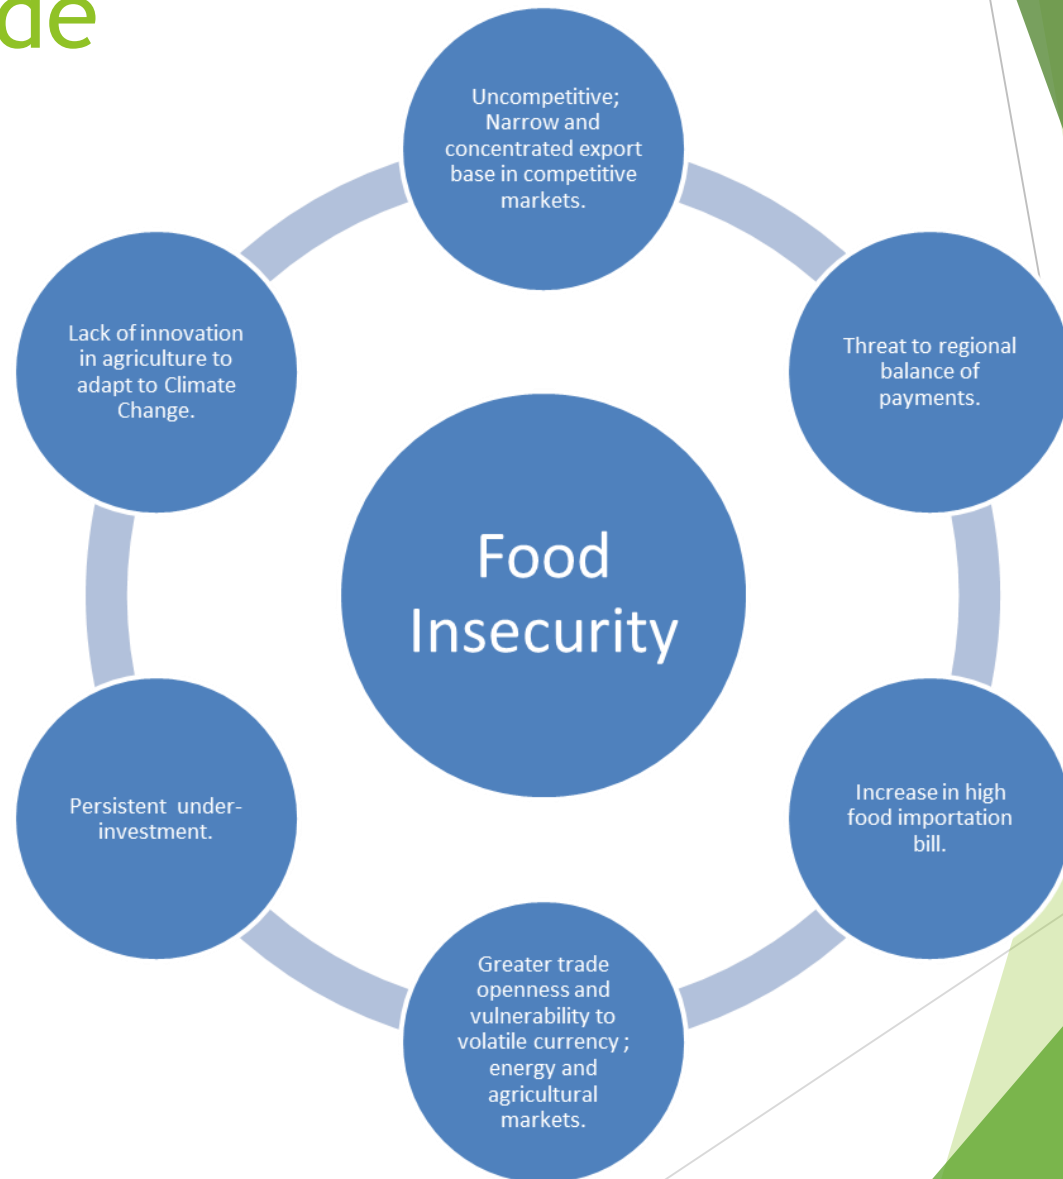 Uncompetitive;
Narrow and
concentrated export
base in competitive
markets.
Threat to regional
balance of
payments.
Increase in high
food importation
bill.
Greater trade
openness and
vulnerability to
volatile currency ;
energy and
agricultural
markets.
Persistent under-
investment.
Lack of innovation
in agriculture to
adapt to Climate
Change.
Food
Insecurity